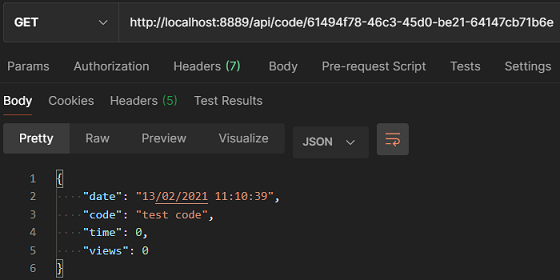 GET http://localhost:8889/api/code/61494f78-46c3-45d0-be21-64147cb71b6e
Params Authorization Headers (7) Body Pre-request Script Tests Settings
Body Cookies Headers (5) Test Results
Pretty Raw Preview Visualize JSON
1 {
2 "date": "13/02/2021 11:10:39",
3 "code": "test code",
4 "time": 0,
5 "views": 0
6 }